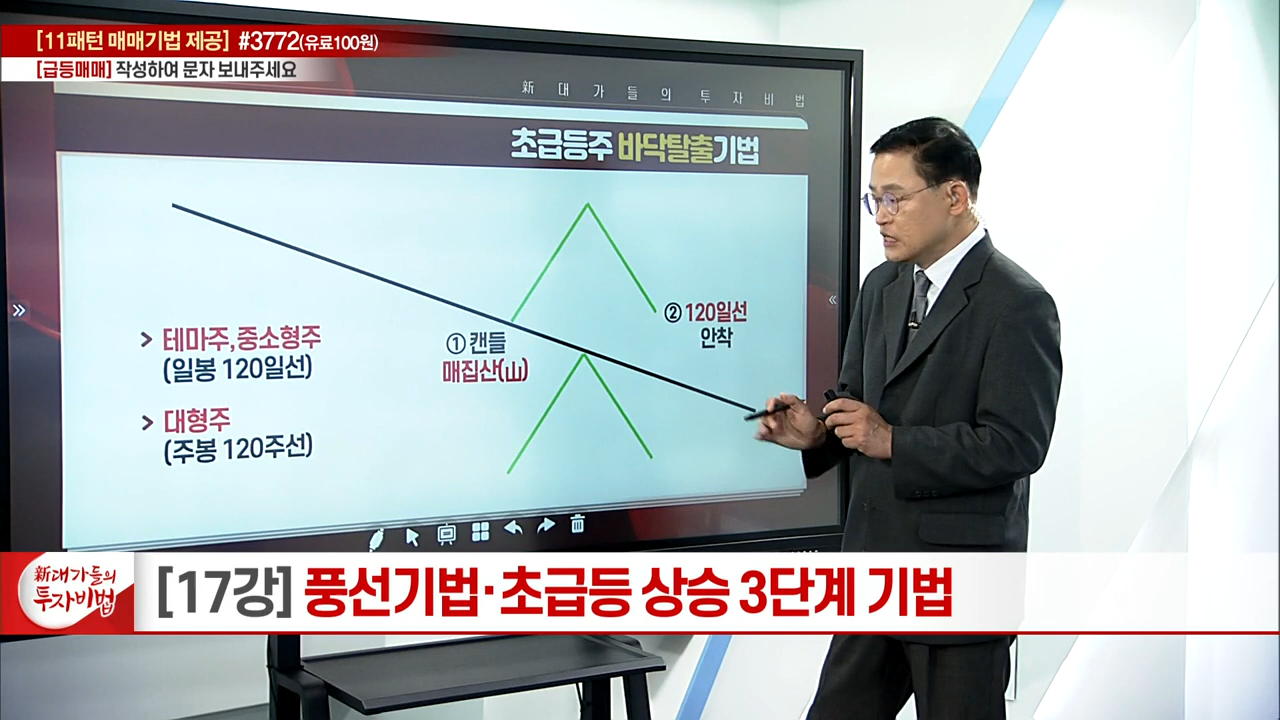 [11패턴 매매기법 제공] #3772(유료100원)
[급등매매] 작성하여 문자 보내주세요
新 대 가 들 의 투 자 비 법
초급등주 바닥탈출기법
② 120일선
안착
> 테마주,중소형주
(일봉 120일선)
① 캔들
매집산(山)
> 대형주
(주봉 120주선)
新대가들의
투자비법
[17강] 풍선기법·초급등 상승 3단계 기법